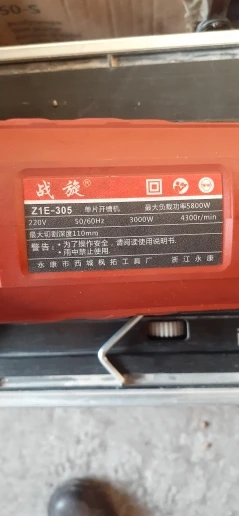 50-S
战旋®
Z1E-305 单片开槽机 最大负载功率5800W
220V 50/60Hz 3000W 4300r/min
最大切割深度110mm
警告：*为了操作安全，请阅读使用说明书.
*雨中禁止使用.
永康市西城枫拓工具厂 浙江永康